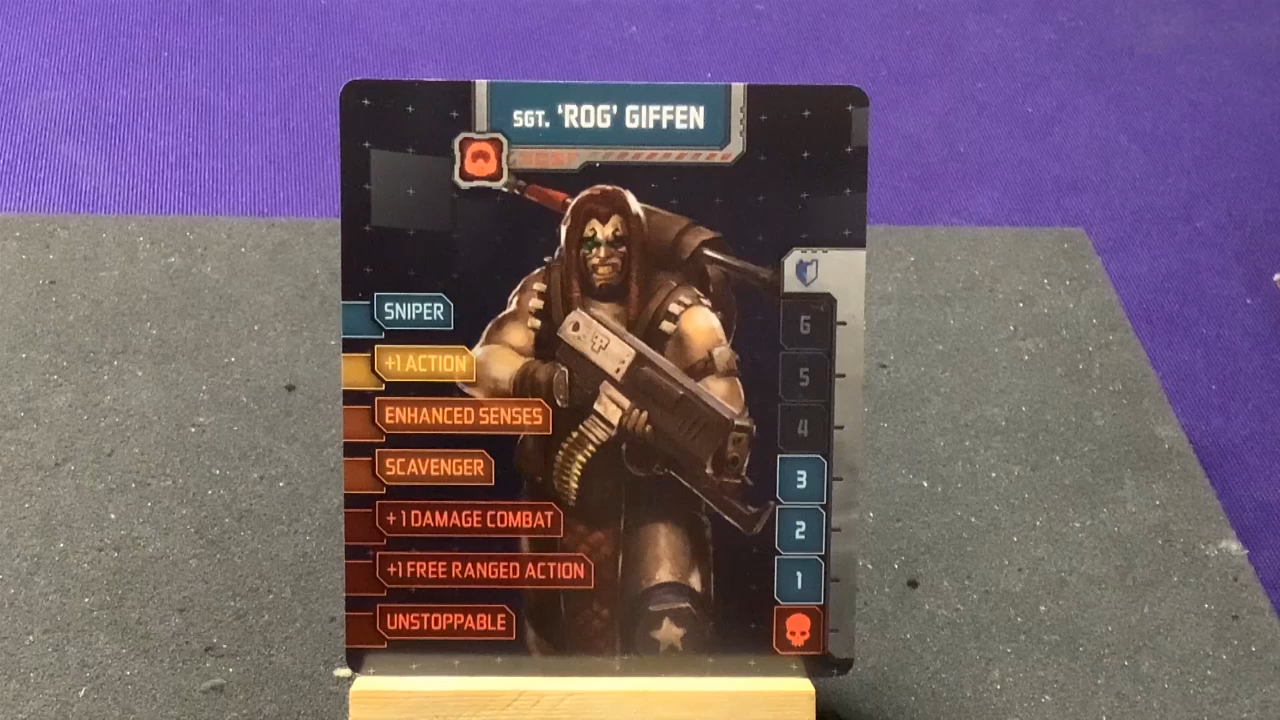 SGT. 'ROG' GIFFEN
SNIPER
+1 ACTION
ENHANCED SENSES
SCAVENGER
+1 DAMAGE COMBAT
+1 FREE RANGED ACTION
UNSTOPPABLE
6
5
4
3
2
1